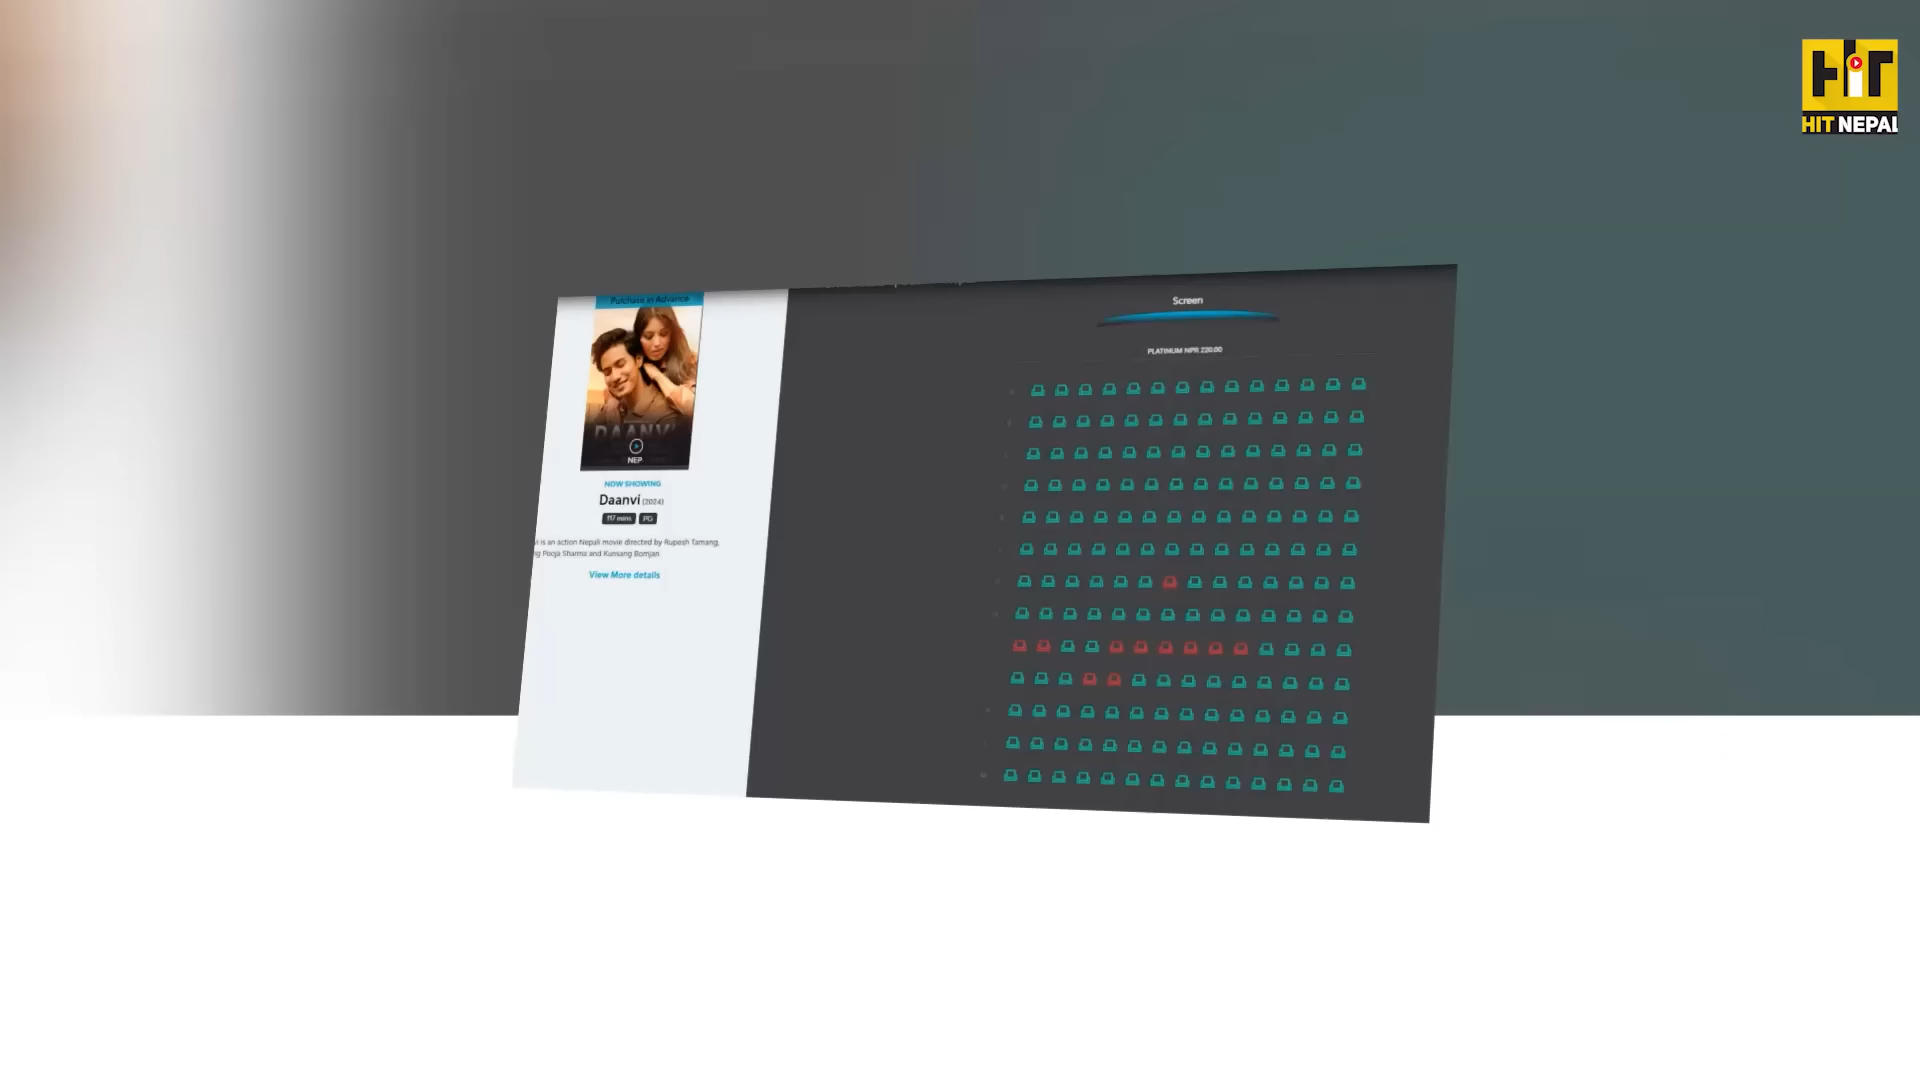 HIT
HIT NEPAL
Purchase in Advance
DAANVI
NEP
NOW SHOWING
Daanvi (2024)
117 mins PG
is an action Nepali movie directed by Rupesh Tamang,
Pooja Sharma and Kunsang Bomjan
View More details
Screen
PLATINUM NPR 220.00